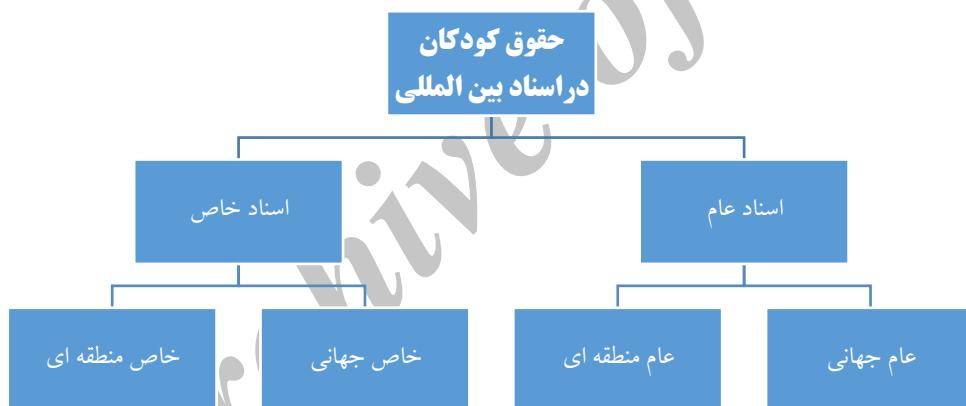 حقوق کودکان
در اسناد بین المللی
اسناد عام
اسناد خاص
عام جهانی
عام منطقه ای
خاص جهانی
خاص منطقه ای